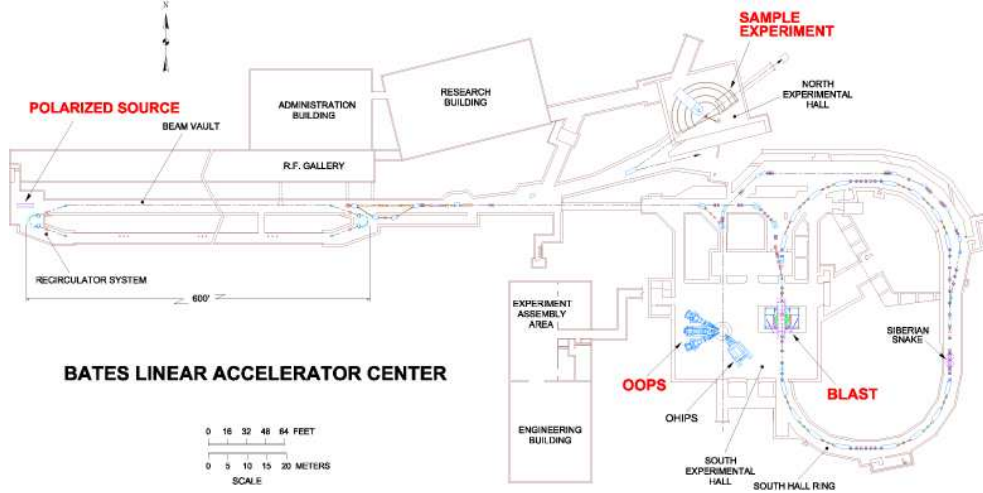 N
SAMPLE
EXPERIMENT
POLARIZED SOURCE
BEAM VAULT
ADMINISTRATION
BUILDING
RESEARCH
BUILDING
NORTH
EXPERIMENTAL
HALL
R.F. GALLERY
RECIRCULATOR SYSTEM
600'
EXPERIMENT
ASSEMBLY
AREA
SIBERIAN
SNAKE
BATES LINEAR ACCELERATOR CENTER
OOPS
BLAST
OHIPS
ENGINEERING
BUILDING
0 16 32 48 64 FEET
0 5 10 15 20 METERS
SCALE
SOUTH
EXPERIMENTAL
HALL
SOUTH HALL RING